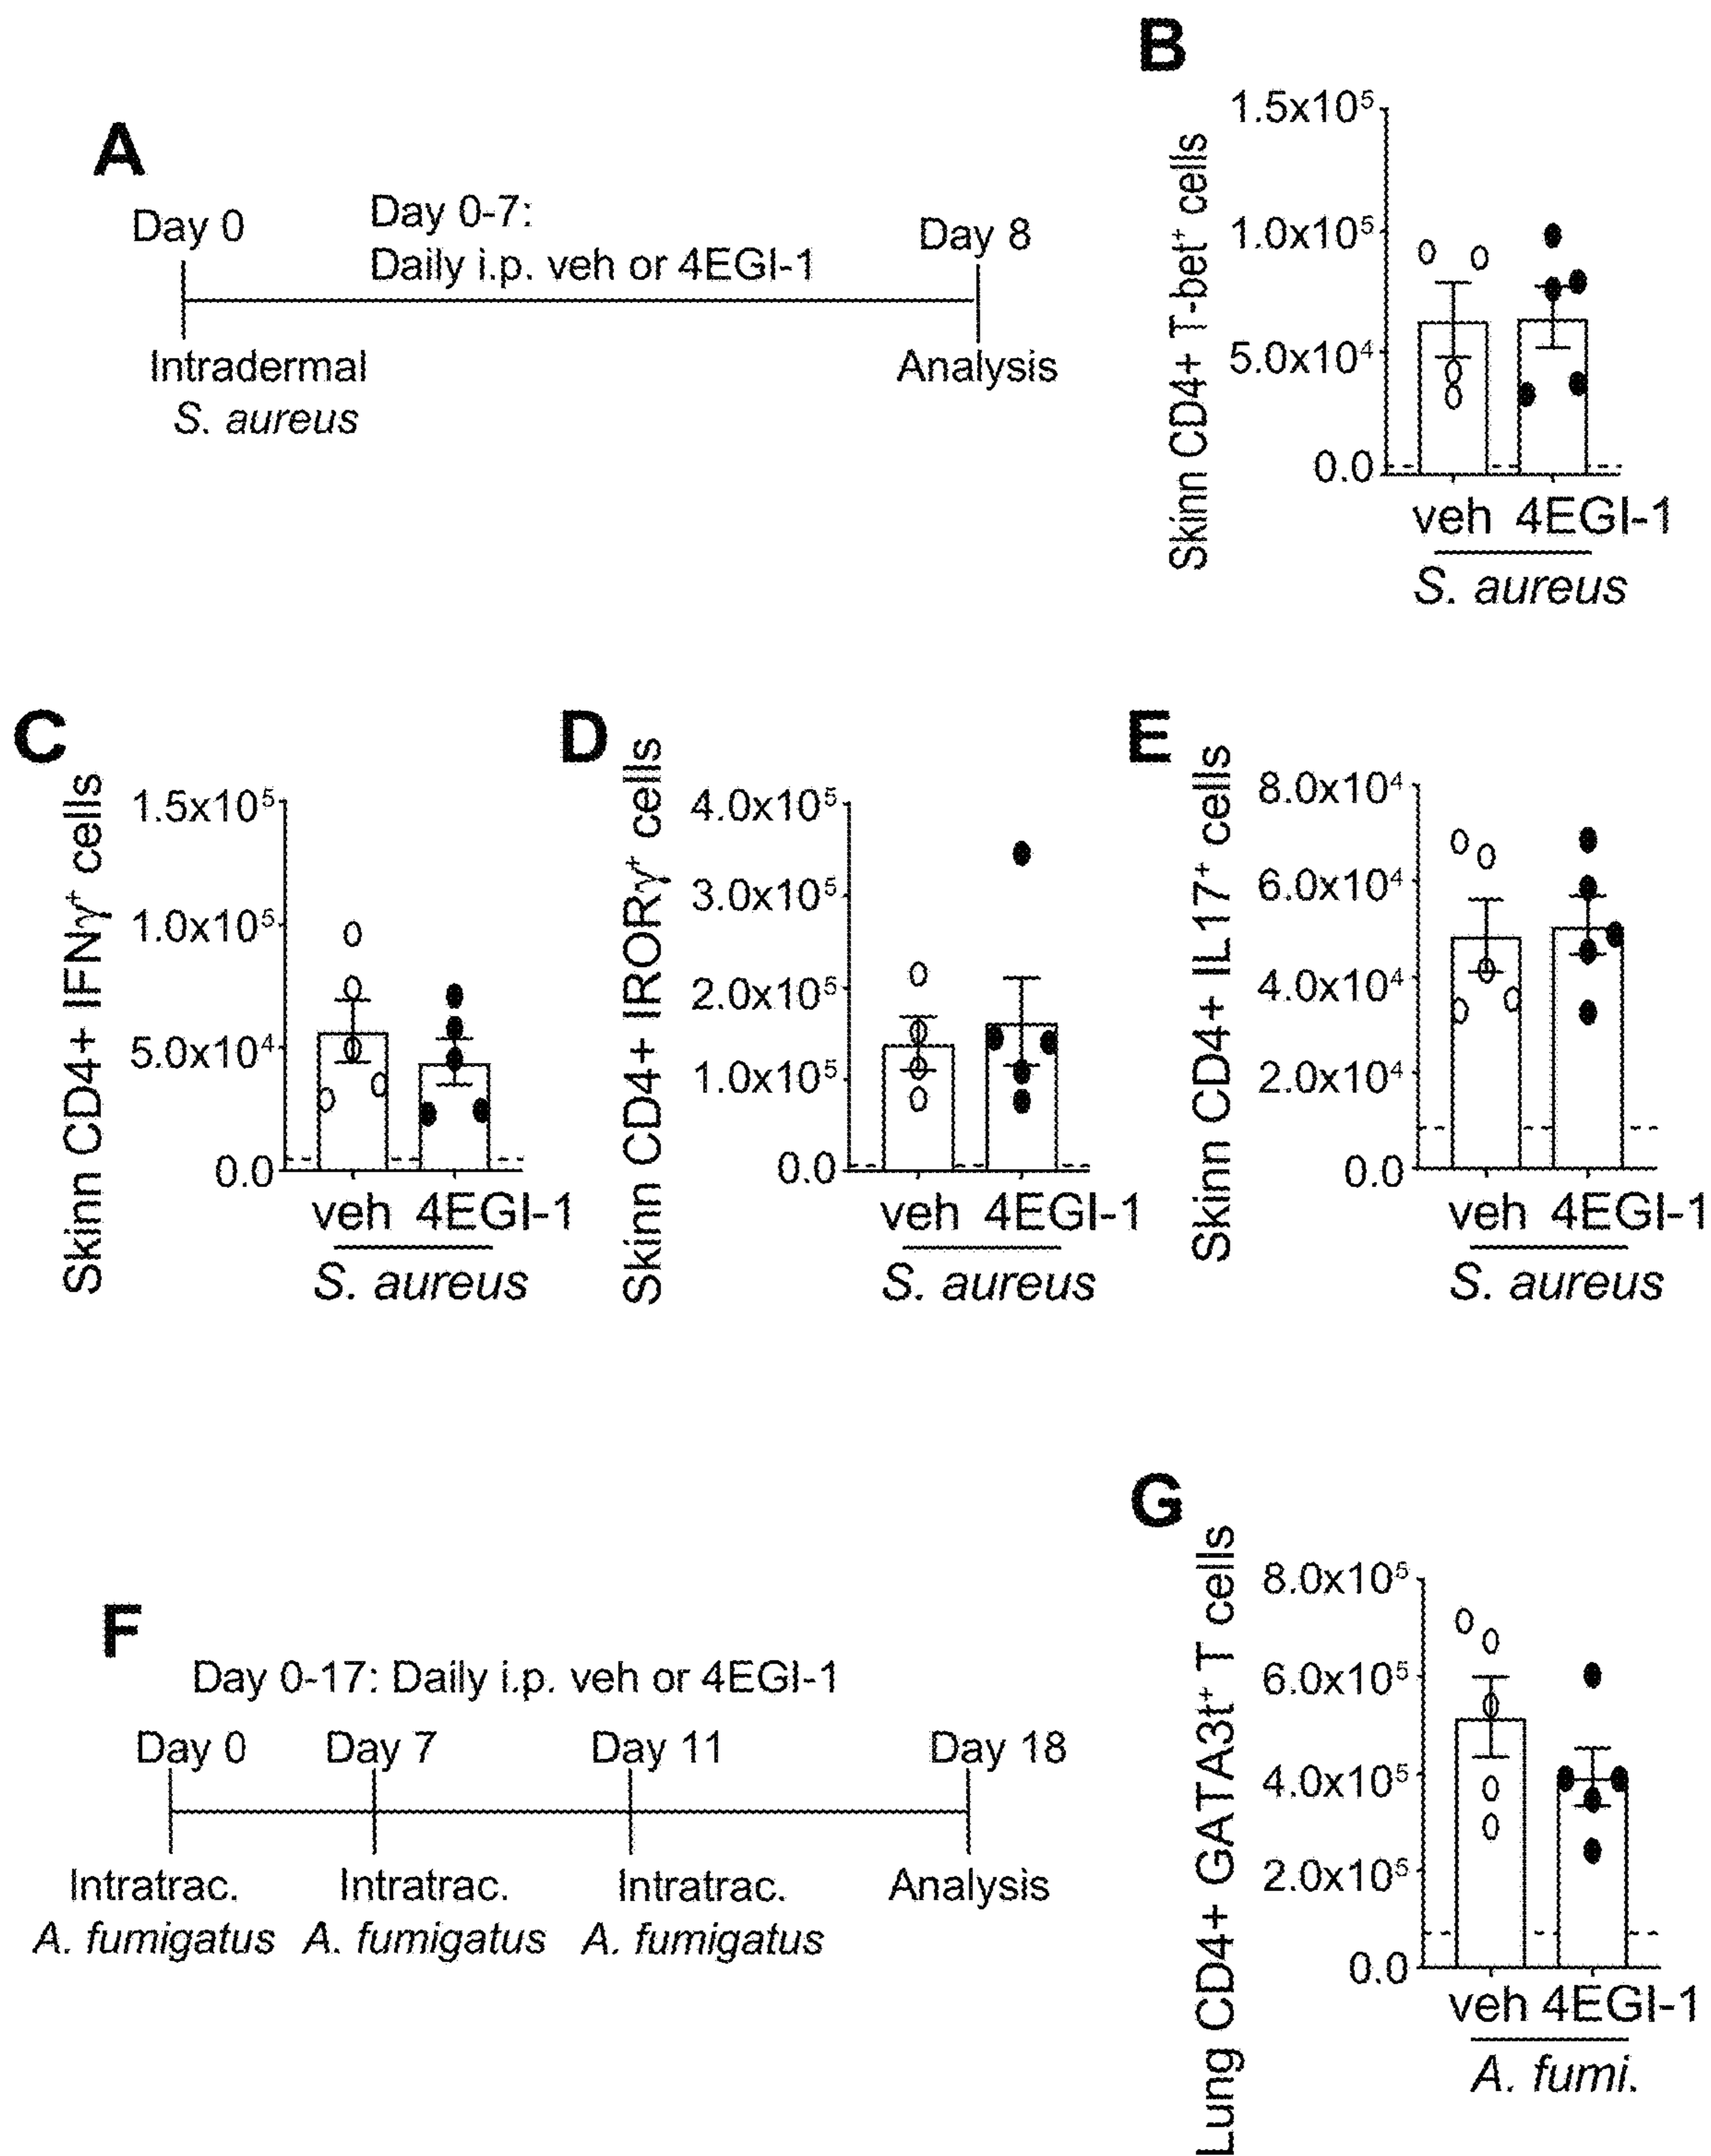 A
Day 0
Day 0-7:
Daily i.p. veh or 4EGI-1
Day 8
Intradermal
S. aureus
Analysis
B
Skinn CD4+ T-bet⁺ cells
1.5x10⁵
1.0x10⁵
5.0x10⁴
0.0
veh 4EGI-1
S. aureus
C
Skinn CD4+ IFNγ⁺ cells
1.5x10⁵
1.0x10⁵
5.0x10⁴
0.0
veh 4EGI-1
S. aureus
D
Skinn CD4+ IRORγ⁺ cells
4.0x10⁵
3.0x10⁵
2.0x10⁵
1.0x10⁵
0.0
veh 4EGI-1
S. aureus
E
Skinn CD4+ IL17⁺ cells
8.0x10⁴
6.0x10⁴
4.0x10⁴
2.0x10⁴
0.0
veh 4EGI-1
S. aureus
F
Day 0-17: Daily i.p. veh or 4EGI-1
Day 0 Day 7 Day 11 Day 18
Intratrac. Intratrac. Intratrac. Analysis
A. fumigatus A. fumigatus A. fumigatus
G
Lung CD4+ GATA3t⁺ T cells
8.0x10⁵
6.0x10⁵
4.0x10⁵
2.0x10⁵
0.0
veh 4EGI-1
A. fumi.